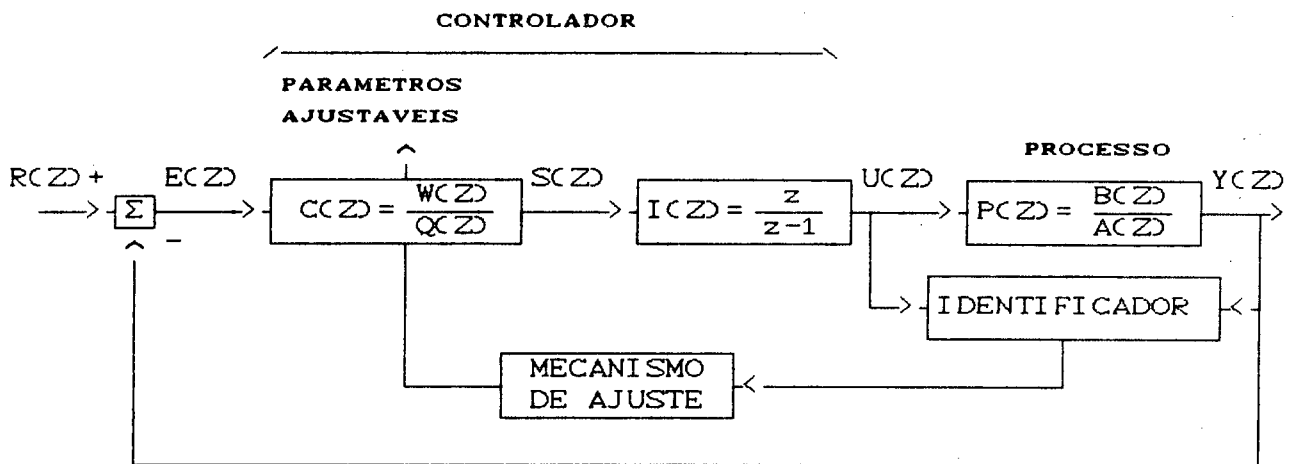 CONTROLADOR
PARAMETROS
AJUSTAVEIS
PROCESSO
R(Z) +
E(Z)
S(Z)
U(Z)
Y(Z)
Σ
−
C(Z) = W(Z)/Q(Z)
I(Z) = z/z-1
P(Z) = B(Z)/A(Z)
IDENTIFICADOR
MECANISMO
DE AJUSTE